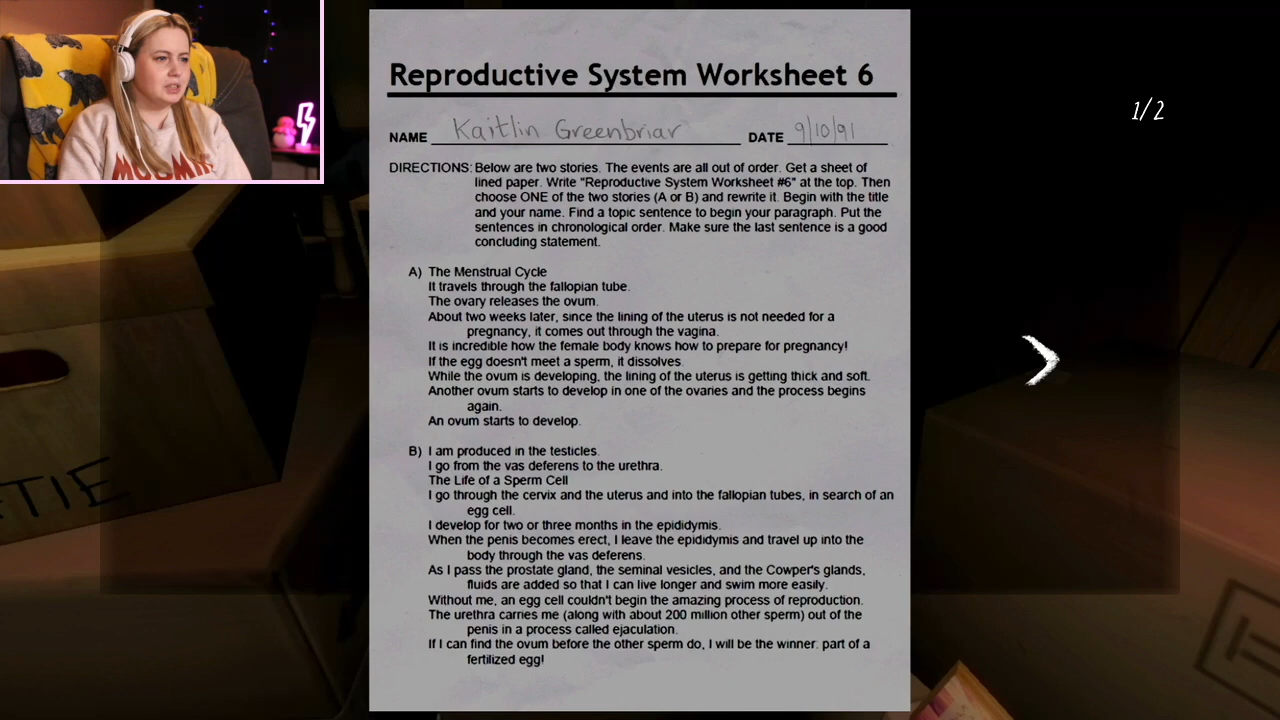 Reproductive System Worksheet 6
NAME Kaitlin Greenbriar DATE 9/10/91
1/2
DIRECTIONS: Below are two stories. The events are all out of order. Get a sheet of
lined paper. Write "Reproductive System Worksheet #6" at the top. Then
choose ONE of the two stories (A or B) and rewrite it. Begin with the title
and your name. Find a topic sentence to begin your paragraph. Put the
sentences in chronological order. Make sure the last sentence is a good
concluding statement.
A) The Menstrual Cycle
It travels through the fallopian tube.
The ovary releases the ovum.
About two weeks later, since the lining of the uterus is not needed for a
pregnancy, it comes out through the vagina.
It is incredible how the female body knows how to prepare for pregnancy!
If the egg doesn't meet a sperm, it dissolves.
While the ovum is developing, the lining of the uterus is getting thick and soft.
Another ovum starts to develop in one of the ovaries and the process begins
again.
An ovum starts to develop.
B) I am produced in the testicles.
I go from the vas deferens to the urethra.
The Life of a Sperm Cell
I go through the cervix and the uterus and into the fallopian tubes, in search of an
egg cell.
I develop for two or three months in the epididymis.
When the penis becomes erect, I leave the epididymis and travel up into the
body through the vas deferens.
As I pass the prostate gland, the seminal vesicles, and the Cowper's glands,
fluids are added so that I can live longer and swim more easily.
Without me, an egg cell couldn't begin the amazing process of reproduction.
The urethra carries me (along with about 200 million other sperm) out of the
penis in a process called ejaculation.
If I can find the ovum before the other sperm do, I will be the winner: part of a
fertilized egg!